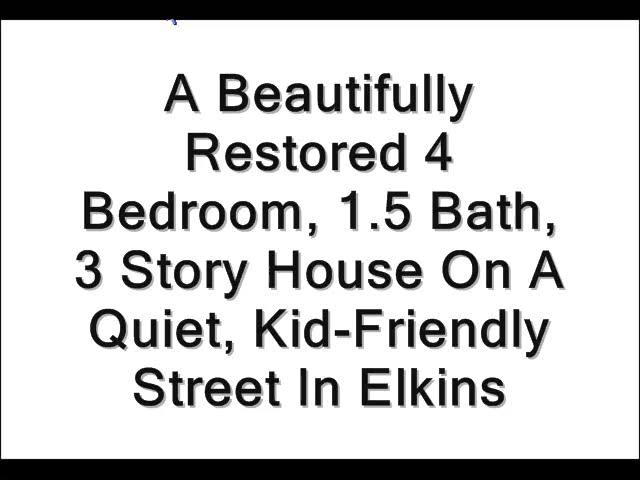 A Beautifully
Restored 4
Bedroom, 1.5 Bath,
3 Story House On A
Quiet, Kid-Friendly
Street In Elkins